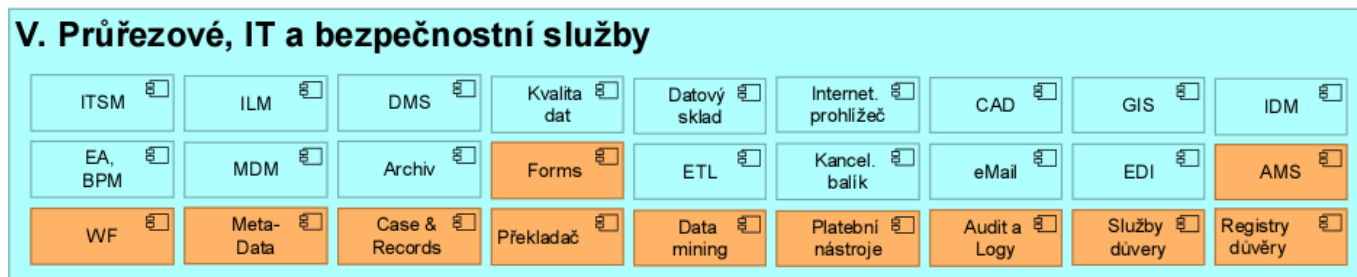 V. Průřezové, IT a bezpečnostní služby
ITSM
ILM
DMS
Kvalita
dat
Datový
sklad
Internet.
prohlížeč
CAD
GIS
IDM
EA,
BPM
MDM
Archiv
Forms
ETL
Kancel.
balík
eMail
EDI
AMS
WF
Meta-
Data
Case &
Records
Překladač
Data
mining
Platební
nástroje
Audit a
Logy
Služby
důvery
Registry
důvěry